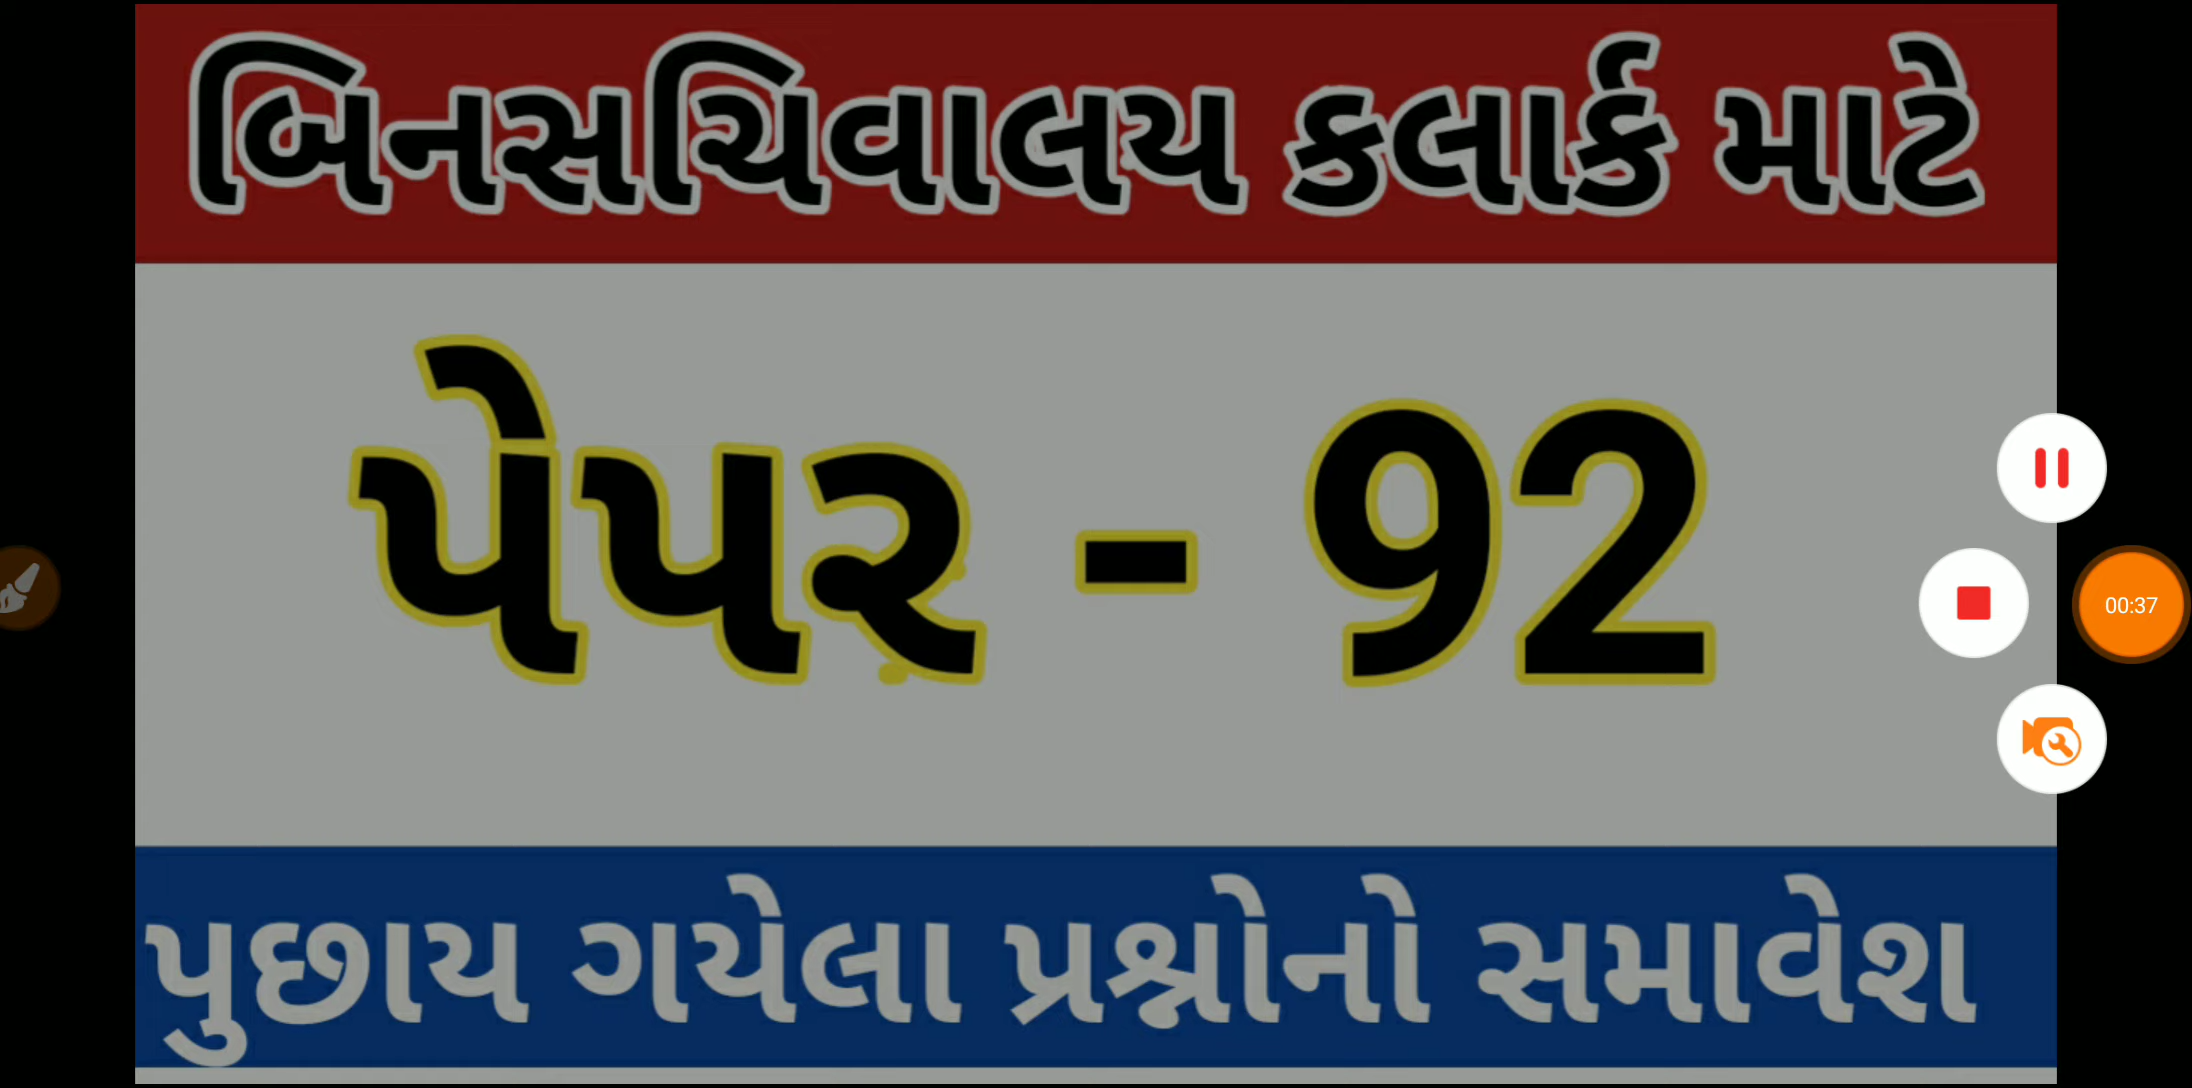 બિનસચિવાલય કલાર્ક માટે
પેપર - 92
00:37
પુછાય ગયેલા પ્રશ્નોનો સમાવેશ